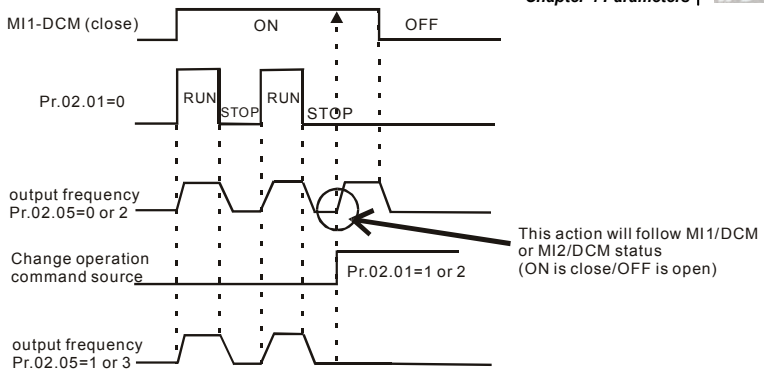 Chapter 4 Parameters |
MI1-DCM (close)
ON
OFF
Pr.02.01=0
RUN
STOP
RUN
STOP
output frequency
Pr.02.05=0 or 2
This action will follow MI1/DCM
or MI2/DCM status
(ON is close/OFF is open)
Change operation
command source
Pr.02.01=1 or 2
output frequency
Pr.02.05=1 or 3